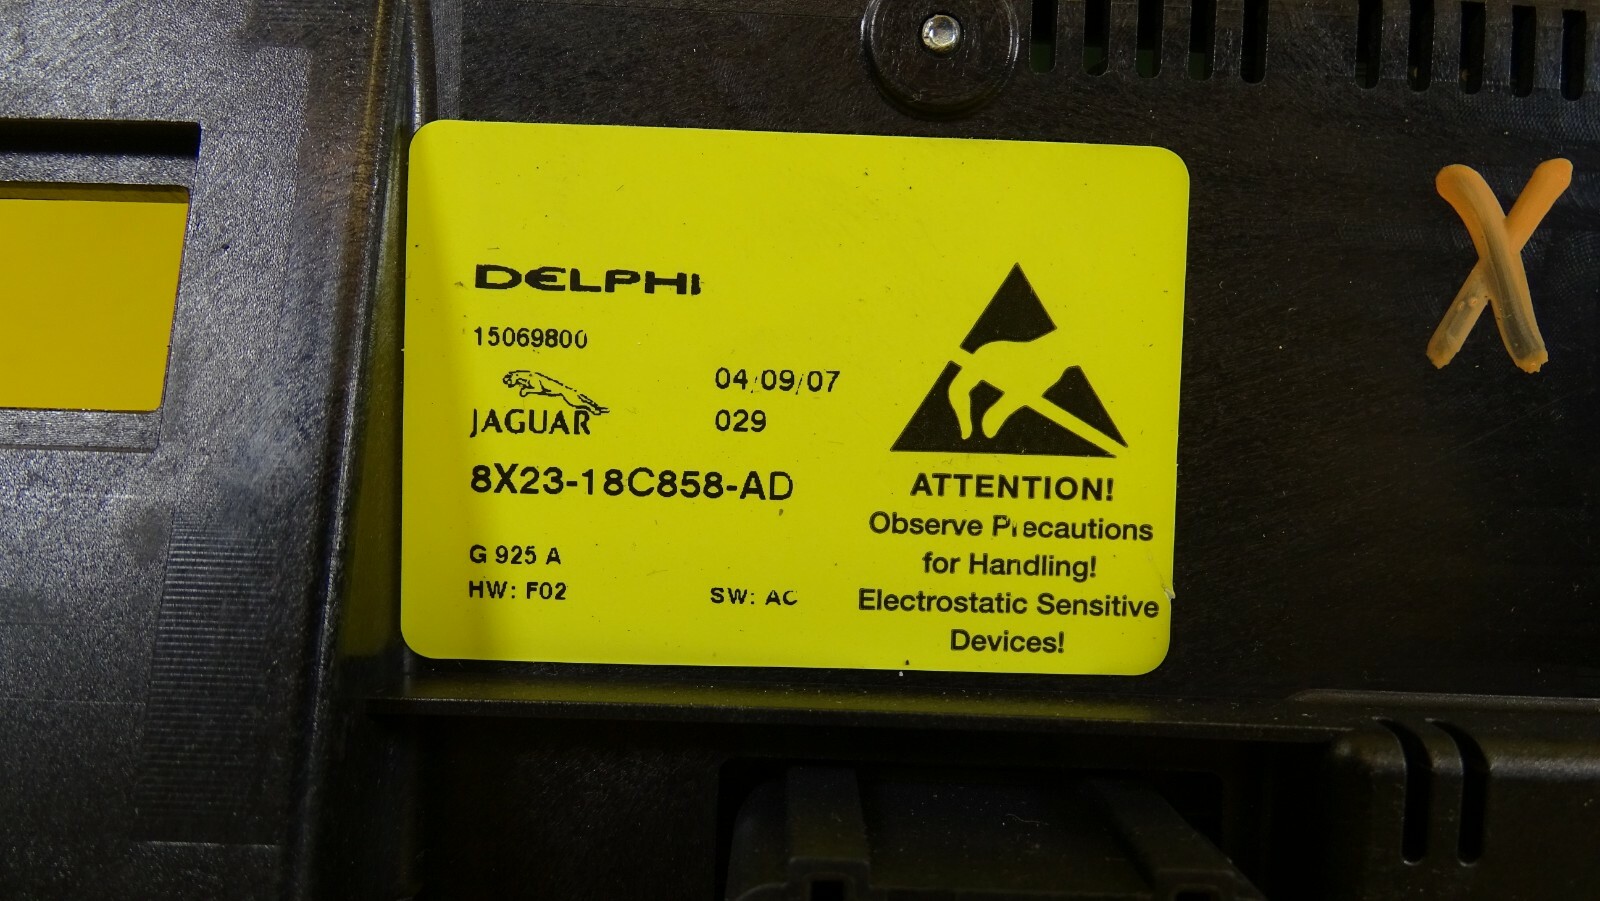 DELPHI
15069800
JAGUAR
04/09/07
029
8X23-18C858-AD
G 925 A
HW: F02
SW: AC
ATTENTION!
Observe Precautions
for Handling!
Electrostatic Sensitive
Devices!
X